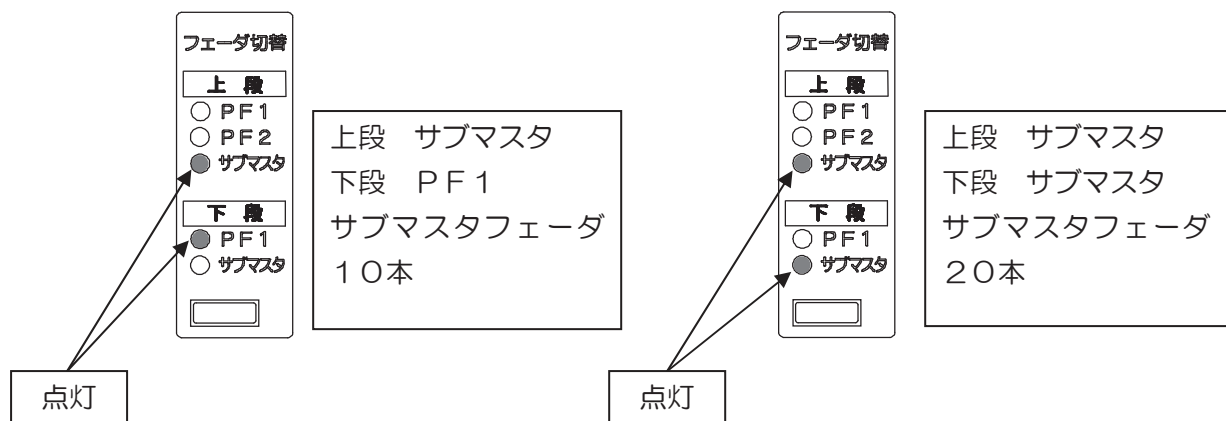 フェーダ切替
上 段
ＰＦ１
ＰＦ２
サブマスタ
下 段
ＰＦ１
サブマスタ
上段　サブマスタ
下段　ＰＦ１
サブマスタフェーダ
１０本
点灯
フェーダ切替
上 段
ＰＦ１
ＰＦ２
サブマスタ
下 段
ＰＦ１
サブマスタ
上段　サブマスタ
下段　サブマスタ
サブマスタフェーダ
２０本
点灯